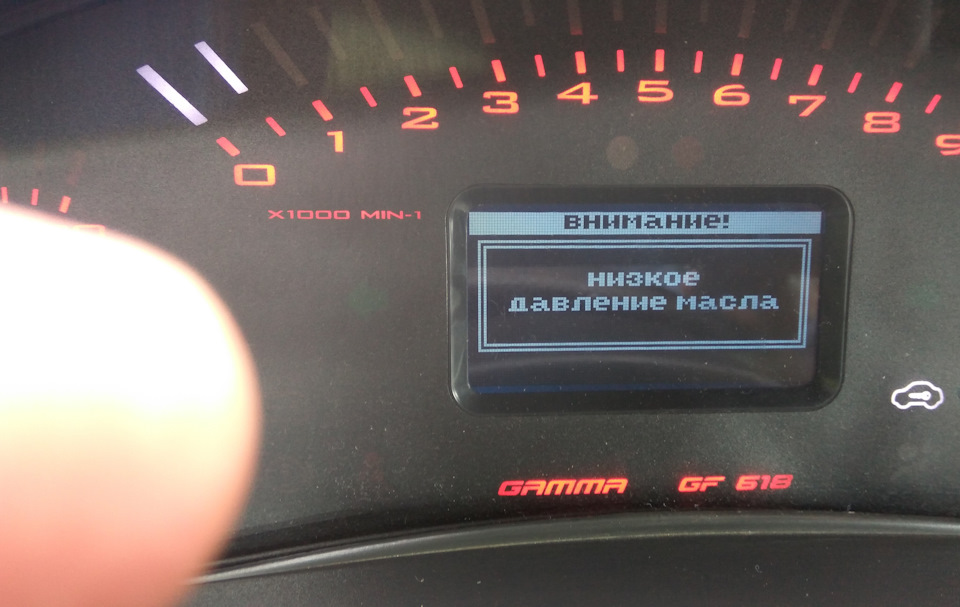 0 1 2 3 4 5 6 7 8 9
X1000 MIN-1
внимание!
низкое
давление масла
GAMMA GF 618